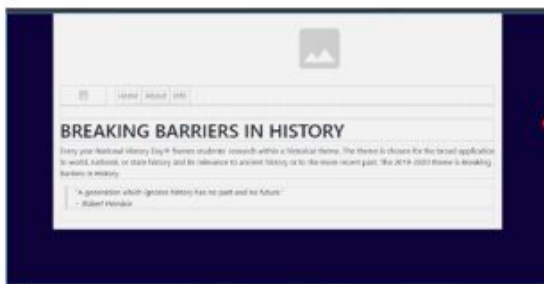 Home About Info
BREAKING BARRIERS IN HISTORY
Every year National History Day® frames students' research within a historical theme. The theme is chosen for the broad application
to world, national, or state history and its relevance to ancient history or to the more recent past. The 2019-2020 theme is Breaking
Barriers in History.
"A generation which ignores history has no past and no future."
- Robert Heinlein